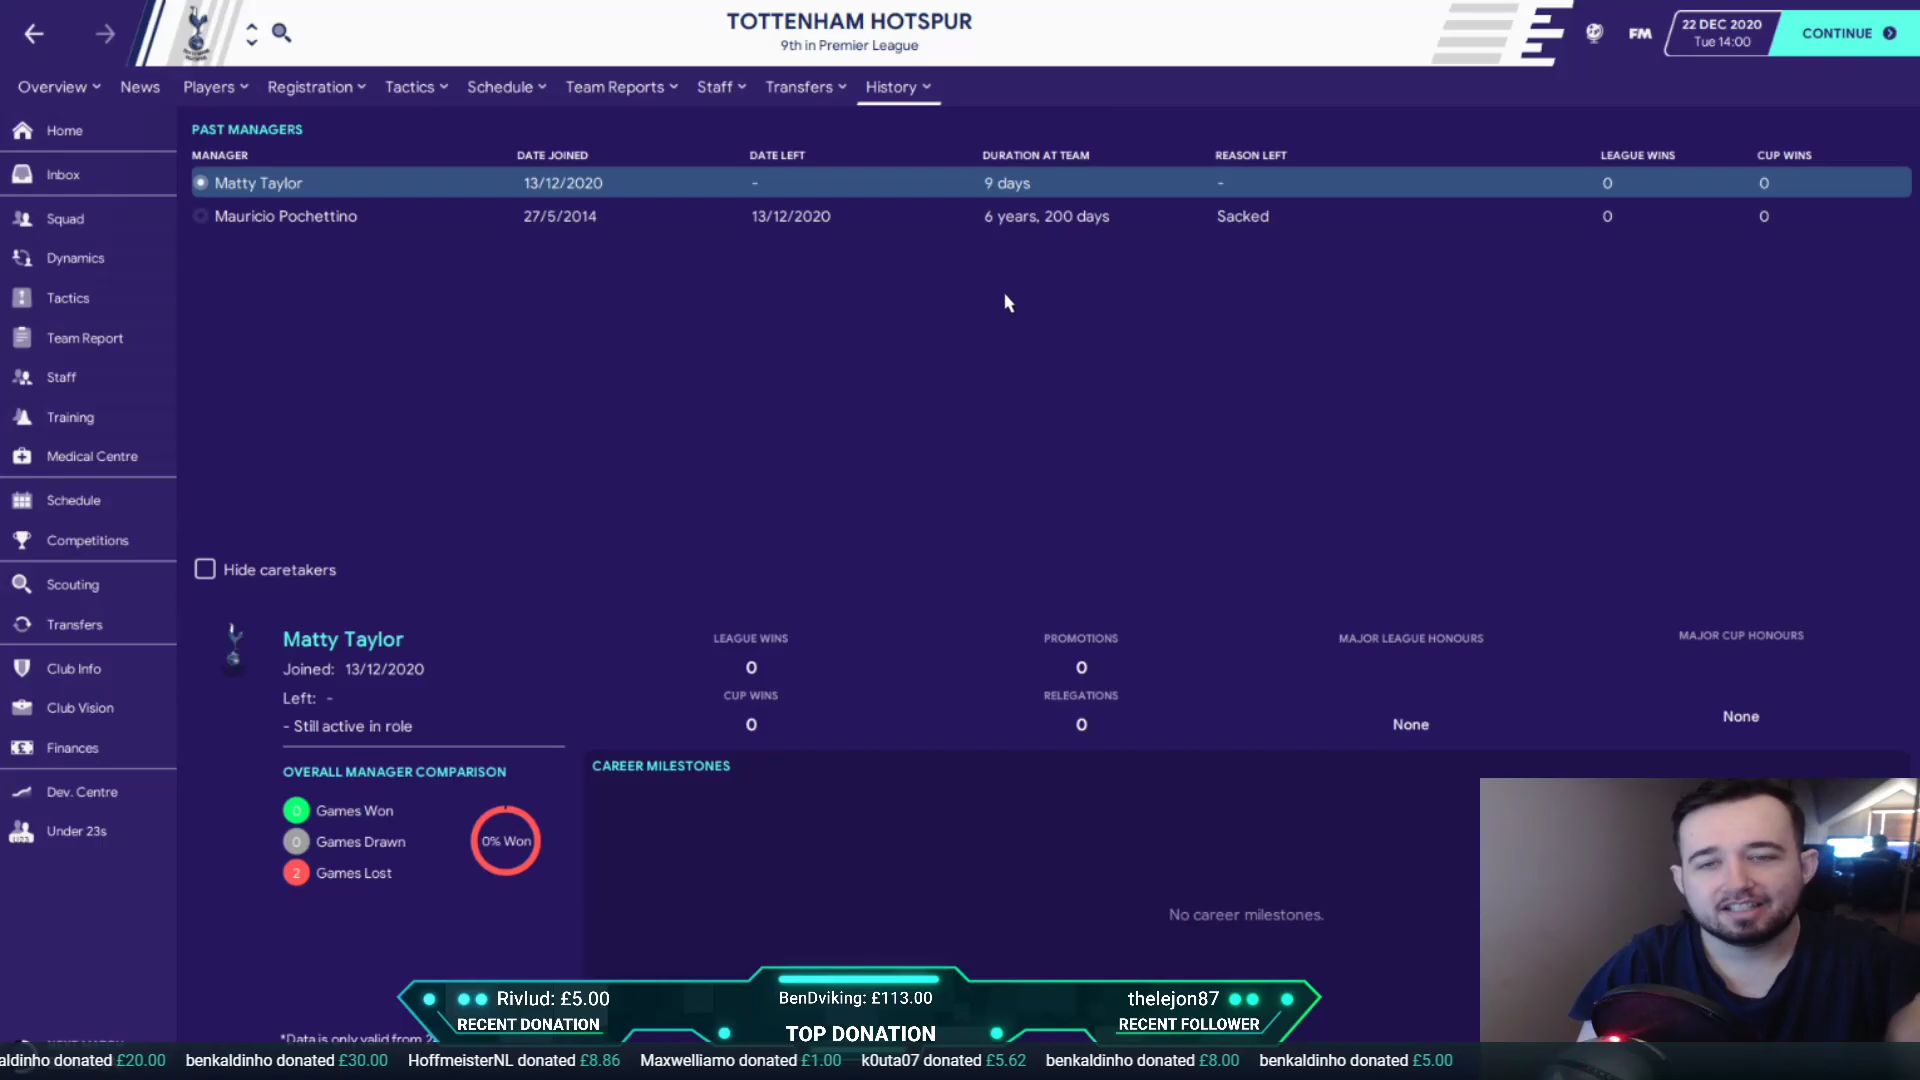 TOTTENHAM HOTSPUR
9th in Premier League
FM
22 DEC 2020
Tue 14:00
CONTINUE
Overview News Players Registration Tactics Schedule Team Reports Staff Transfers History
Home
Inbox
Squad
Dynamics
Tactics
Team Report
Staff
Training
Medical Centre
Schedule
Competitions
Scouting
Transfers
Club Info
Club Vision
Finances
Dev. Centre
Under 23s
PAST MANAGERS
MANAGER DATE JOINED DATE LEFT DURATION AT TEAM REASON LEFT LEAGUE WINS CUP WINS
Matty Taylor 13/12/2020 - 9 days - 0 0
Mauricio Pochettino 27/5/2014 13/12/2020 6 years, 200 days Sacked 0 0
Hide caretakers
Matty Taylor
Joined: 13/12/2020
Left: -
- Still active in role
LEAGUE WINS
0
CUP WINS
0
PROMOTIONS
0
RELEGATIONS
0
MAJOR LEAGUE HONOURS
None
MAJOR CUP HONOURS
None
OVERALL MANAGER COMPARISON
0 Games Won
0 Games Drawn
2 Games Lost
0% Won
CAREER MILESTONES
No career milestones.
*Data is only valid from
Rivlud: £5.00
RECENT DONATION
BenDviking: £113.00
TOP DONATION
thelejon87
RECENT FOLLOWER
aldinho donated £20.00 benkaldinho donated £30.00 HoffmeisterNL donated £8.86 Maxwelliamo donated £1.00 k0uta07 donated £5.62 benkaldinho donated £8.00 benkaldinho donated £5.00